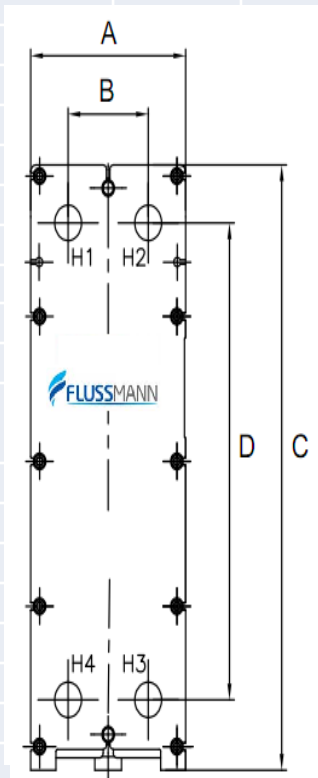 A
B
H1 H2
FLUSSMANN
D C
H4 H3